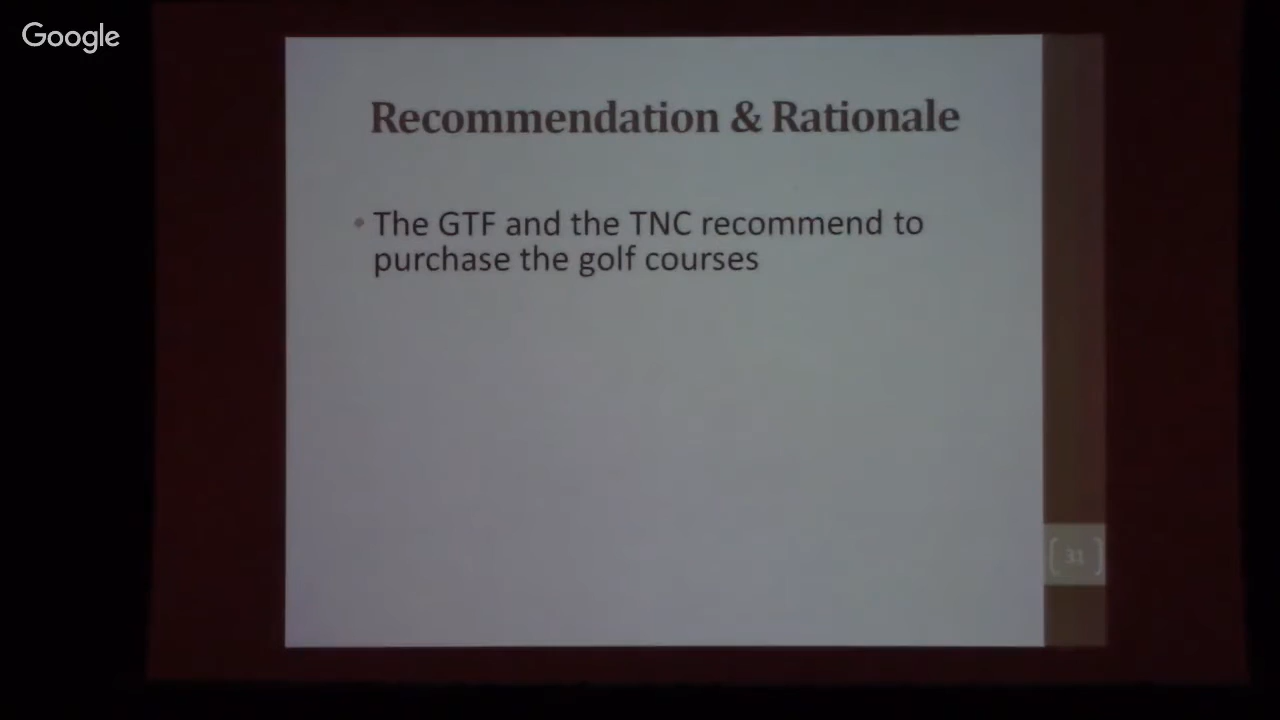 Google
Recommendation & Rationale
• The GTF and the TNC recommend to
purchase the golf courses
31